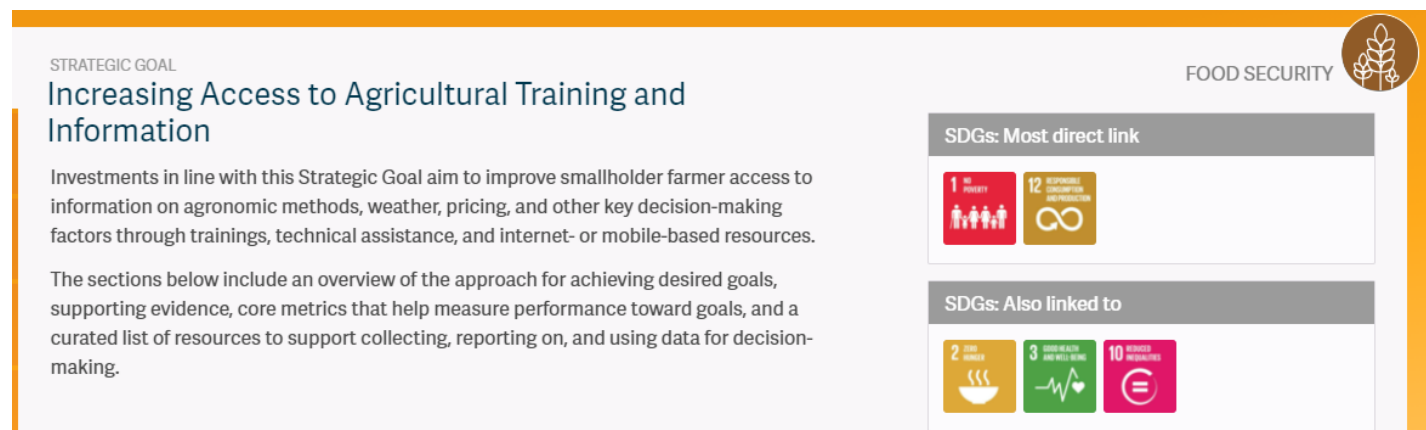 STRATEGIC GOAL
Increasing Access to Agricultural Training and
Information
Investments in line with this Strategic Goal aim to improve smallholder farmer access to
information on agronomic methods, weather, pricing, and other key decision-making
factors through trainings, technical assistance, and internet- or mobile-based resources.
The sections below include an overview of the approach for achieving desired goals,
supporting evidence, core metrics that help measure performance toward goals, and a
curated list of resources to support collecting, reporting on, and using data for decision-
making.
FOOD SECURITY
SDGs: Most direct link
1 NO
POVERTY
12 RESPONSIBLE
CONSUMPTION
AND PRODUCTION
SDGs: Also linked to
2 ZERO
HUNGER
3 GOOD HEALTH
AND WELL-BEING
10 REDUCED
INEQUALITIES